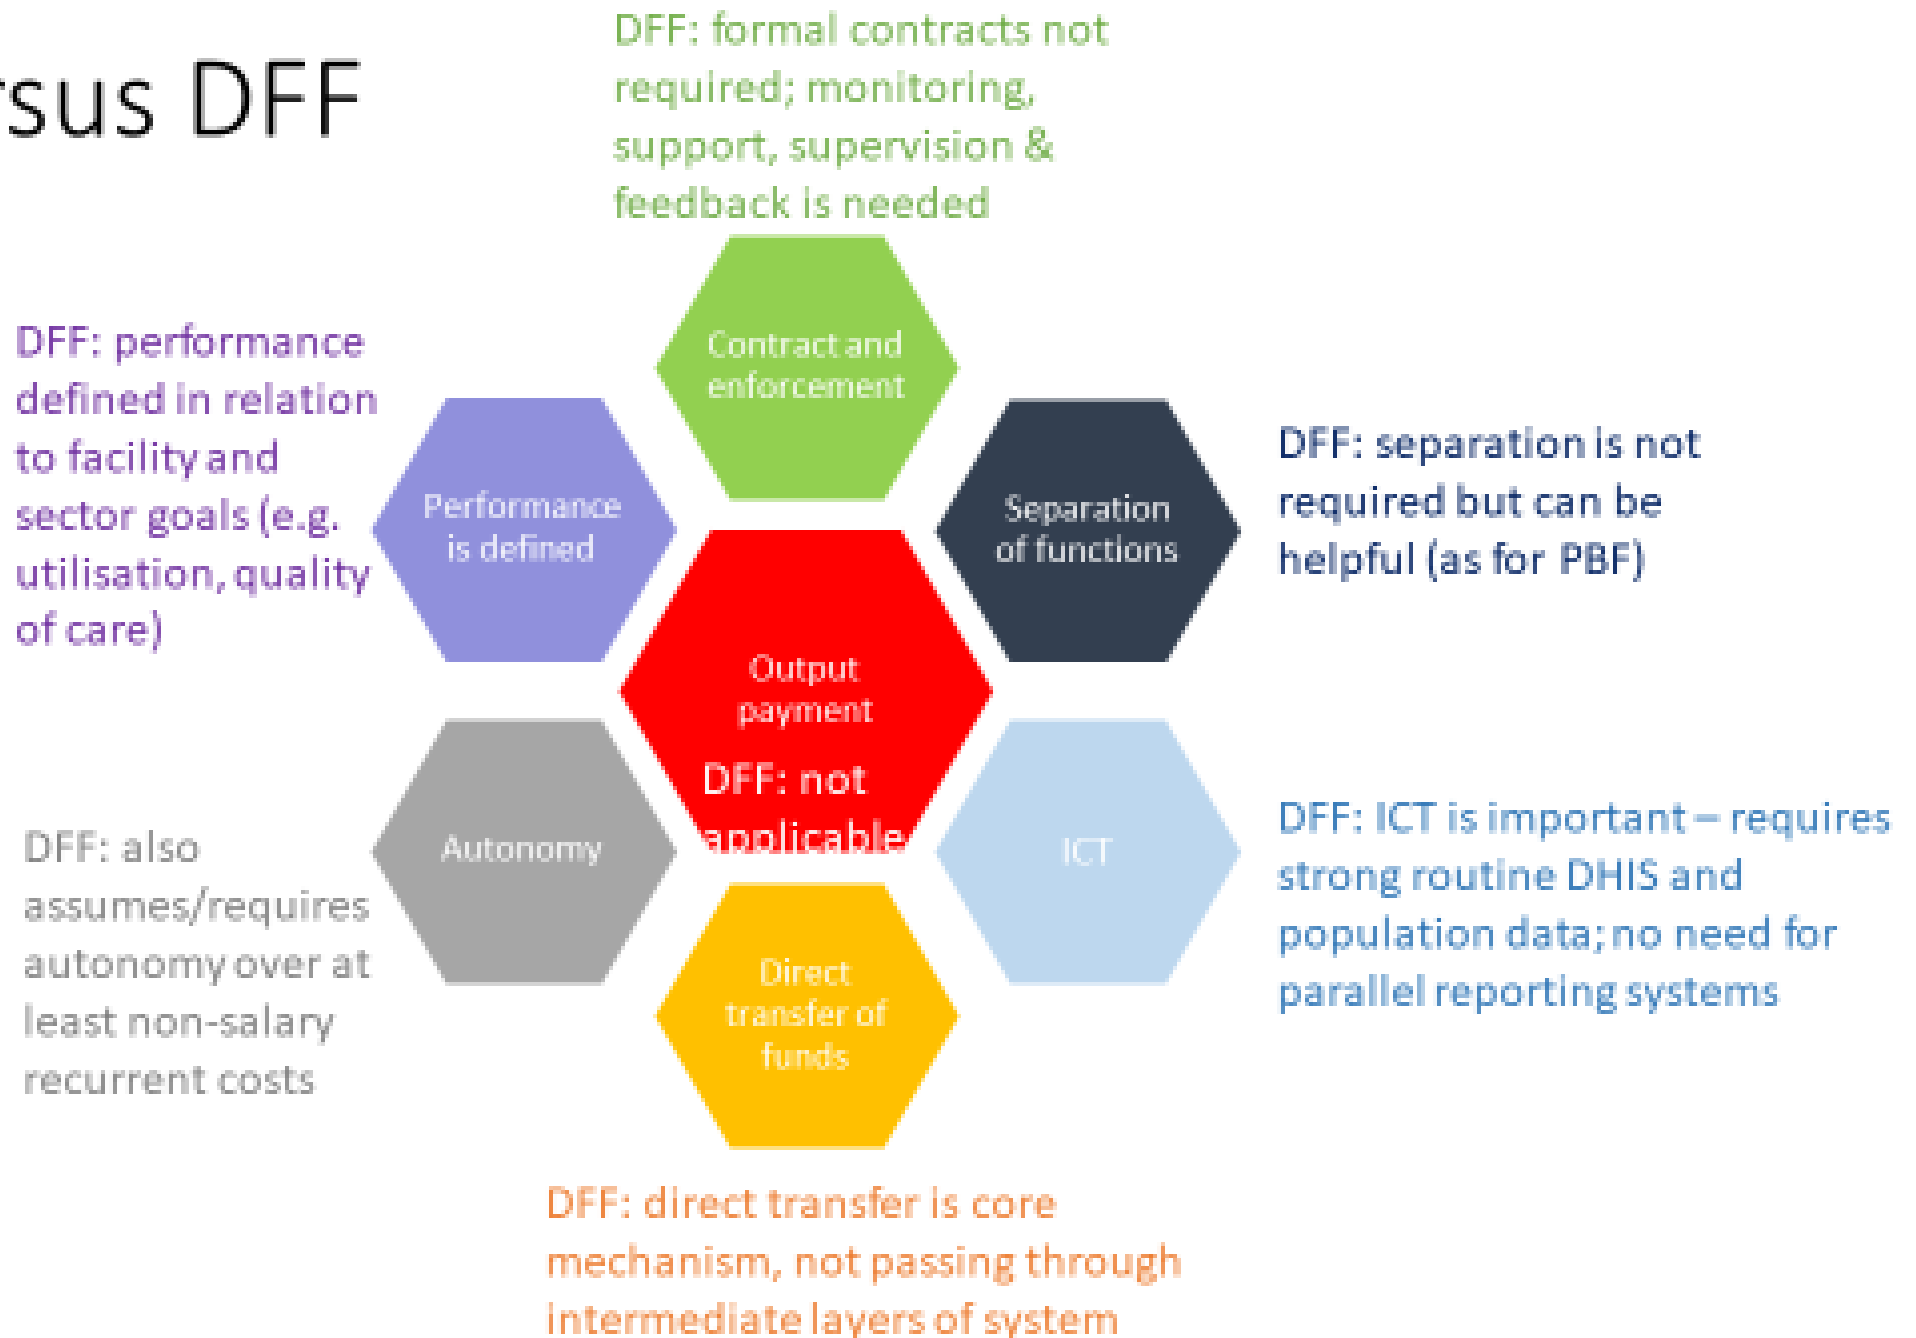 rsus DFF
DFF: formal contracts not
required; monitoring,
support, supervision &
feedback is needed
Contract and
enforcement
DFF: performance
defined in relation
to facility and
sector goals (e.g.
utilisation, quality
of care)
Performance
is defined
Separation
of functions
DFF: separation is not
required but can be
helpful (as for PBF)
Output
payment
DFF: not
applicable
DFF: also
assumes/requires
autonomy over at
least non-salary
recurrent costs
Autonomy
ICT
DFF: ICT is important – requires
strong routine DHIS and
population data; no need for
parallel reporting systems
Direct
transfer of
funds
DFF: direct transfer is core
mechanism, not passing through
intermediate layers of system